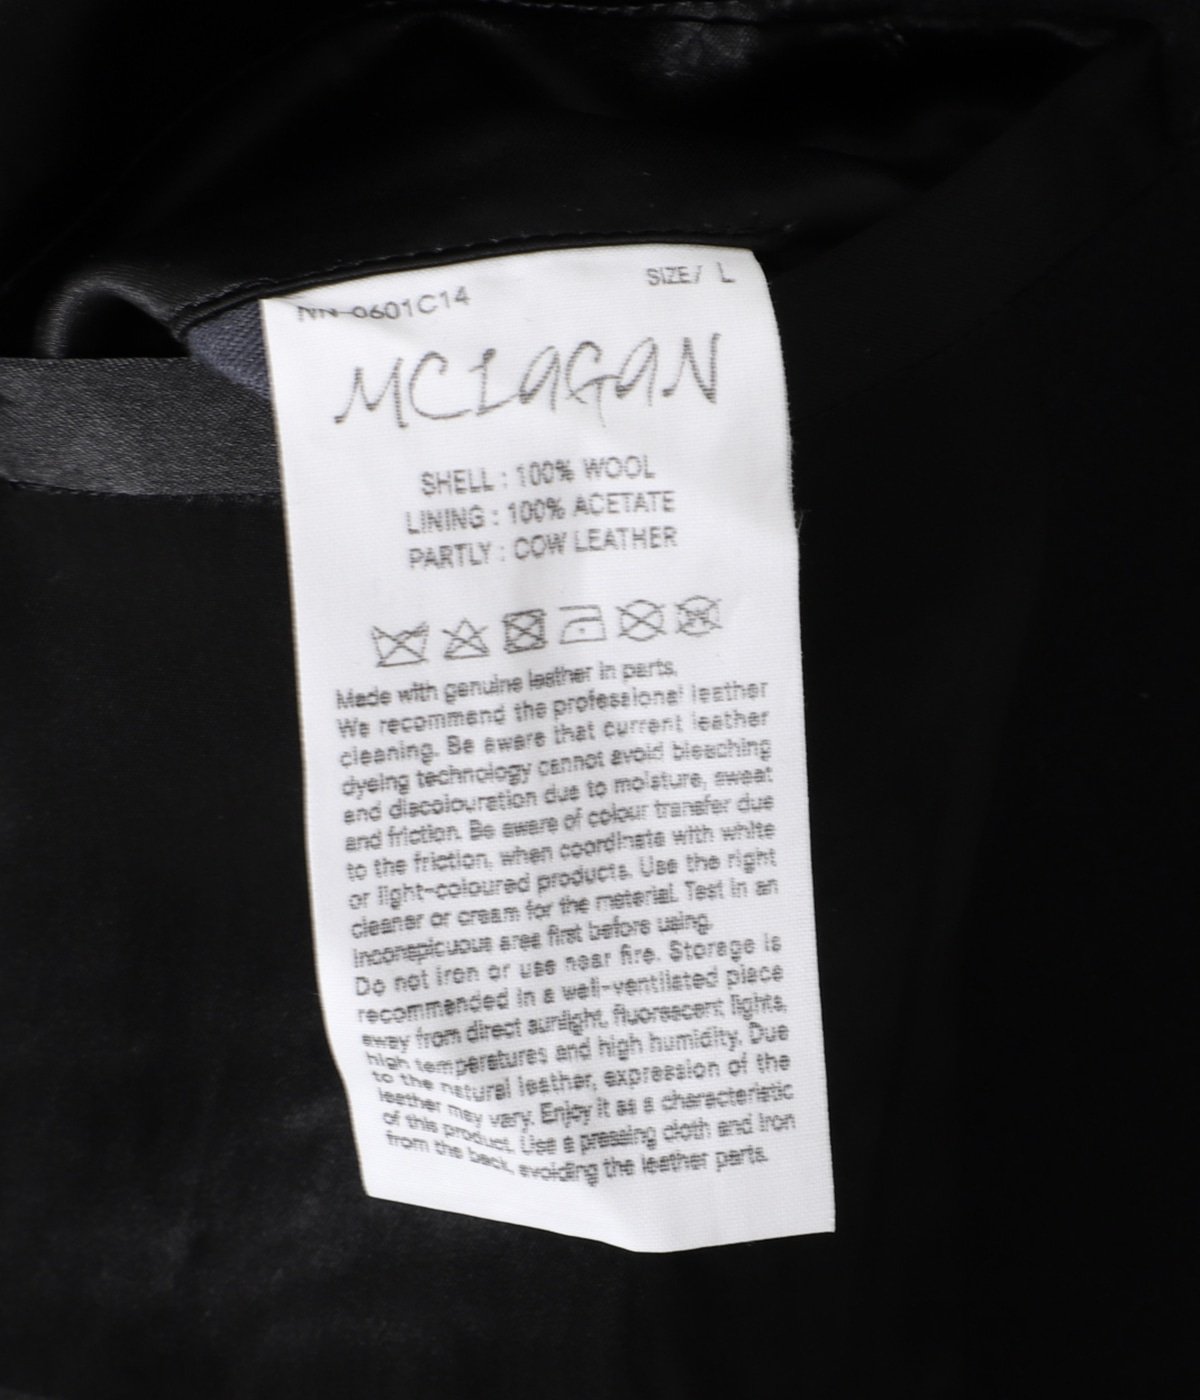 NN-0601C14 SIZE/ L
MCLaGaN
SHELL : 100% WOOL
LINING : 100% ACETATE
PARTLY : COW LEATHER
Made with genuine leather in parts.
We recommend the professional leather
cleaning. Be aware that current leather
dyeing technology cannot avoid bleaching
and discolouration due to moisture, sweat
and friction. Be aware of colour transfer due
to the friction, when coordinate with white
or light-coloured products. Use the right
cleaner or cream for the material. Test in an
inconspicuous area first before using.
Do not iron or use near fire. Storage is
recommended in a well-ventilated place
away from direct sunlight, fluorescent lights,
high temperatures and high humidity. Due
to the natural leather, expression of the
leather may vary. Enjoy it as a characteristic
of this product. Use a pressing cloth and iron
from the back, avoiding the leather parts.